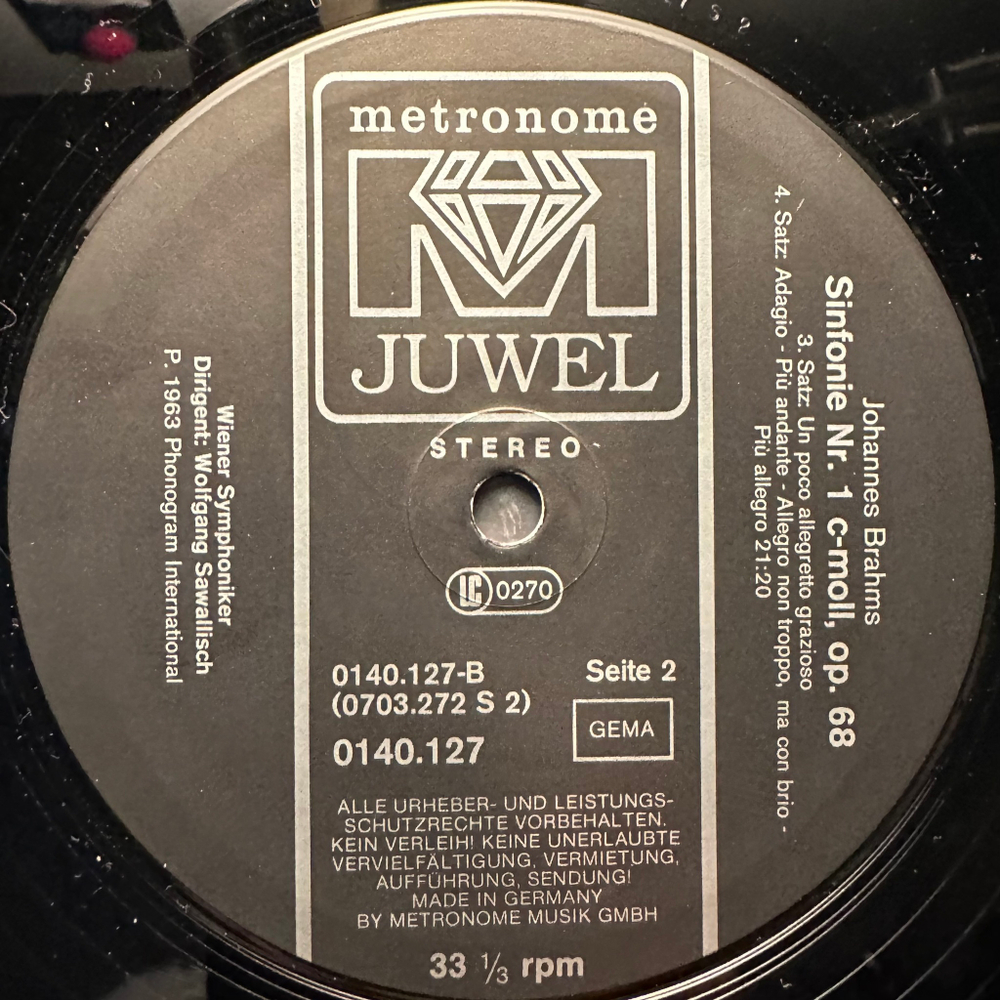 metronome
JUWEL
STEREO
LC 0270
0140.127-B
(0703.272 S 2)
0140.127
Seite 2
GEMA
ALLE URHEBER- UND LEISTUNGS-
SCHUTZRECHTE VORBEHALTEN.
KEIN VERLEIH! KEINE UNERLAUBTE
VERVIELFÄLTIGUNG, VERMIETUNG,
AUFFÜHRUNG, SENDUNG!
MADE IN GERMANY
BY METRONOME MUSIK GMBH
33 1/3 rpm
Johannes Brahms
Sinfonie Nr. 1 c-moll, op. 68
3. Satz: Un poco allegretto grazioso
4. Satz: Adagio - Più andante - Allegro non troppo, ma con brio -
Più allegro 21:20
Wiener Symphoniker
Dirigent: Wolfgang Sawallisch
P. 1963 Phonogram International